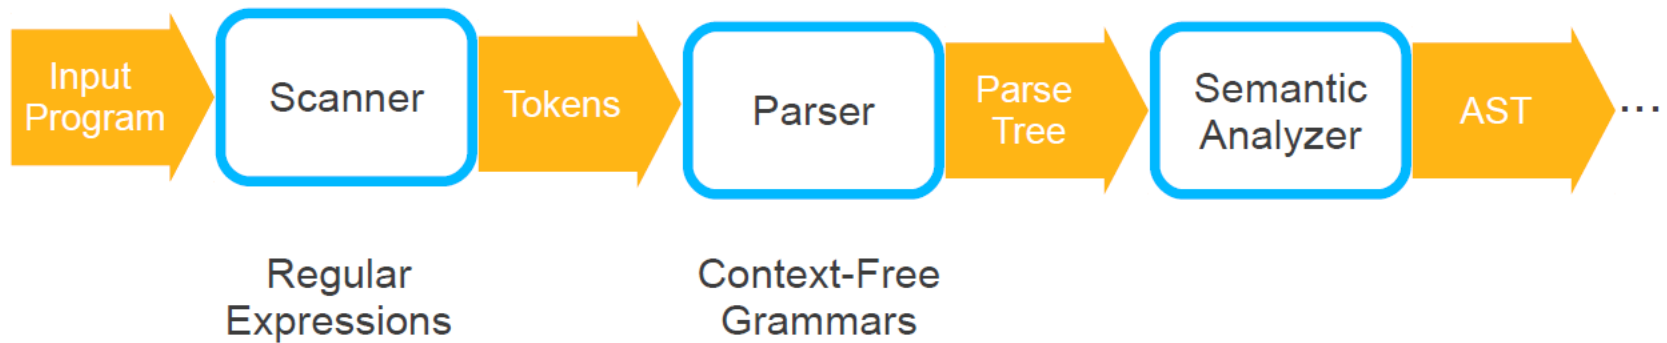 Input
Program
Scanner
Tokens
Parser
Parse
Tree
Semantic
Analyzer
AST
...
Regular
Expressions
Context-Free
Grammars